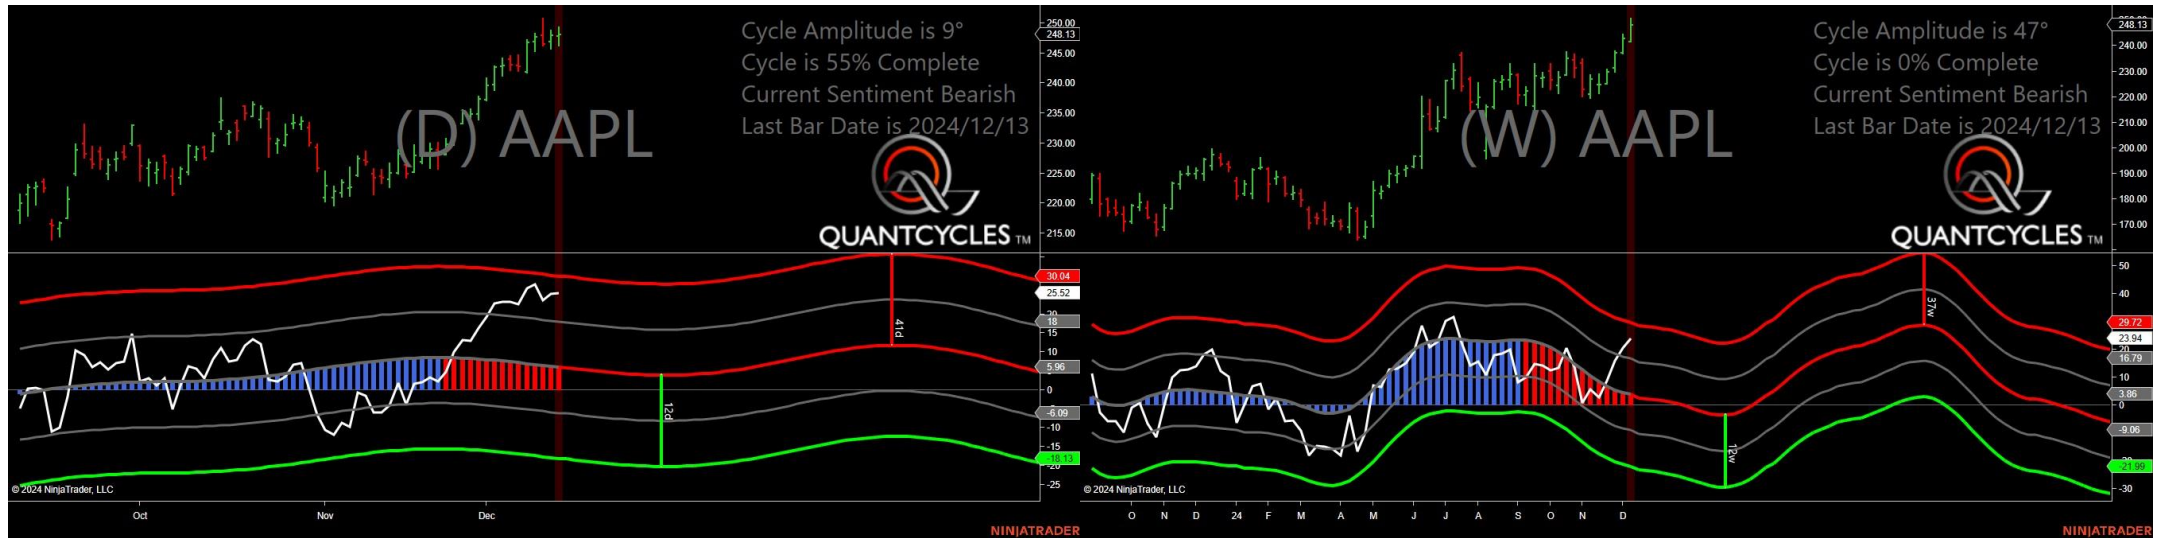 Cycle Amplitude is 9°
Cycle is 55% Complete
Current Sentiment Bearish
Last Bar Date is 2024/12/13
(D) AAPL
QUANTCYCLES TM
250.00
248.13
245.00
240.00
235.00
230.00
225.00
220.00
215.00
30.04
25.52
18
15
10
5.96
0
-6.09
-10
-15
-18.13
-20
-25
41d
12d
© 2024 NinjaTrader, LLC
Oct Nov Dec
NINJATRADER
Cycle Amplitude is 47°
Cycle is 0% Complete
Current Sentiment Bearish
Last Bar Date is 2024/12/13
(W) AAPL
QUANTCYCLES TM
248.13
240.00
230.00
220.00
210.00
200.00
190.00
180.00
170.00
50
40
29.72
23.94
20
16.79
10
3.86
0
-9.06
-21.99
-30
37w
12w
© 2024 NinjaTrader, LLC
O N D 24 F M A M J J A S O N D
NINJATRADER